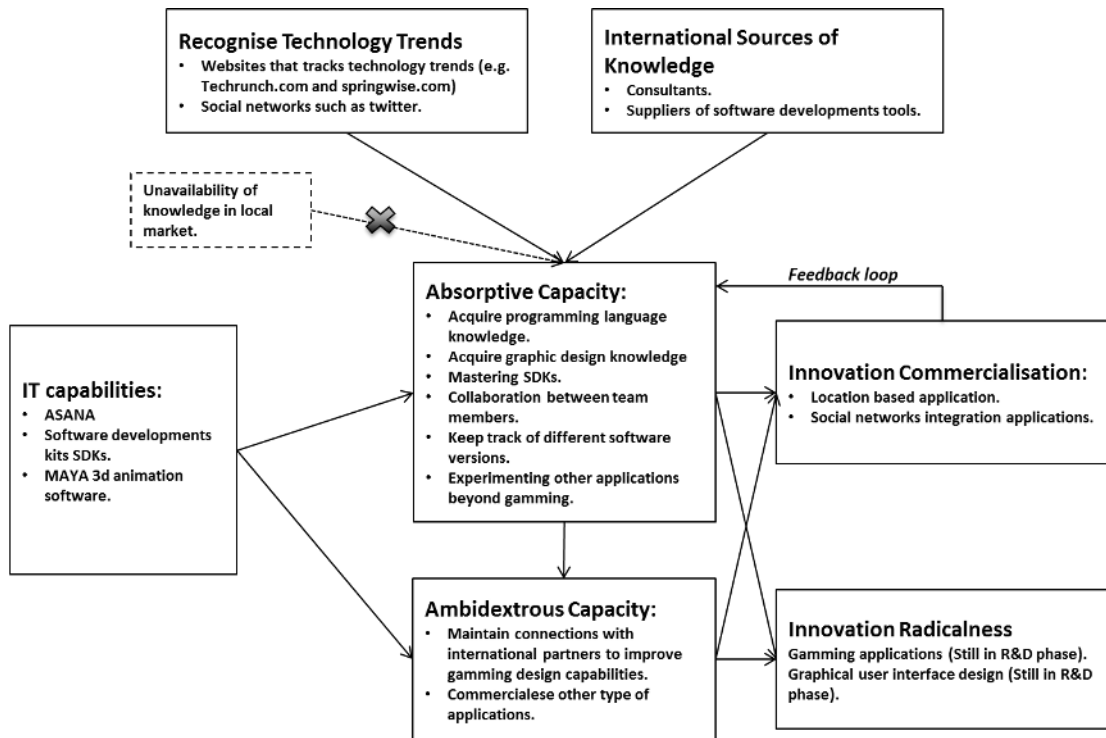 Recognise Technology Trends
• Websites that tracks technology trends (e.g.
Techrunch.com and springwise.com)
• Social networks such as twitter.
International Sources of
Knowledge
• Consultants.
• Suppliers of software developments tools.
Unavailability of
knowledge in local
market.
Feedback loop
IT capabilities:
• ASANA
• Software developments
kits SDKs.
• MAYA 3d animation
software.
Absorptive Capacity:
• Acquire programming language
knowledge.
• Acquire graphic design knowledge
• Mastering SDKs.
• Collaboration between team
members.
• Keep track of different software
versions.
• Experimenting other applications
beyond gamming.
Innovation Commercialisation:
• Location based application.
• Social networks integration applications.
Ambidextrous Capacity:
• Maintain connections with
international partners to improve
gamming design capabilities.
• Commercialese other type of
applications.
Innovation Radicalness
Gamming applications (Still in R&D phase).
Graphical user interface design (Still in R&D
phase).